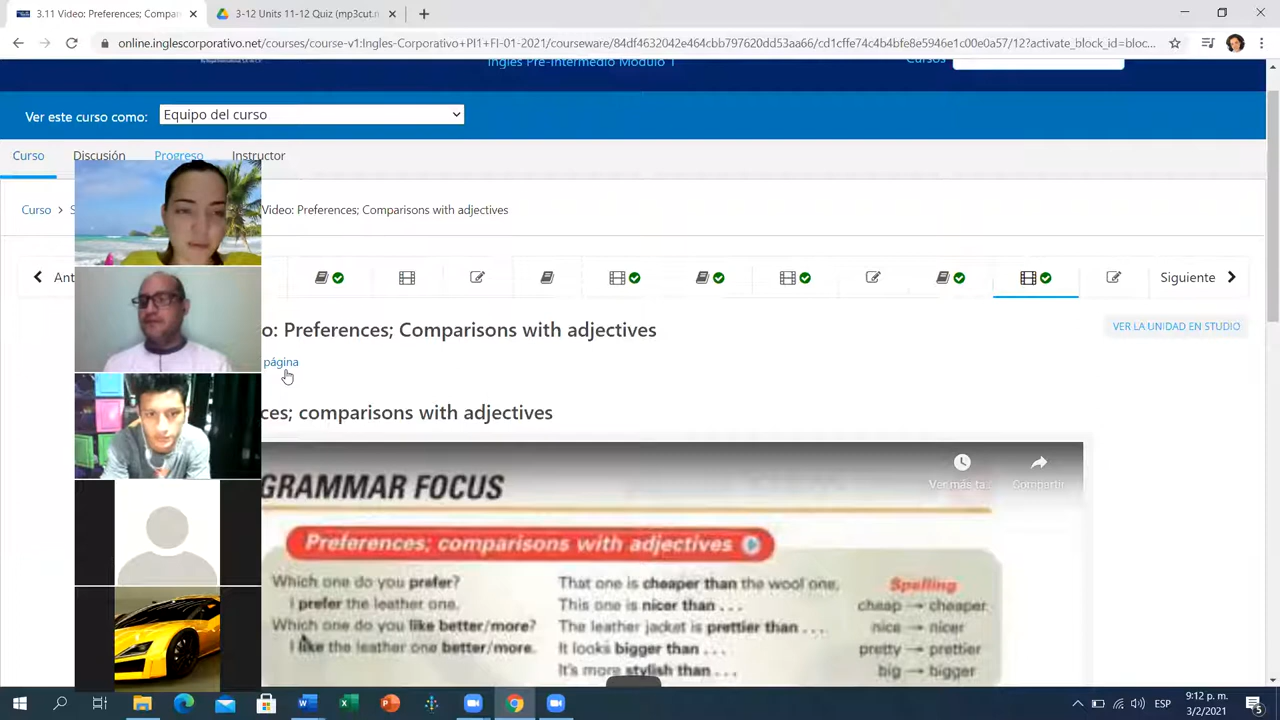 3.11 Video: Preferences; Compar
3-12 Units 11-12 Quiz (mp3cut.n
online.inglescorporativo.net/courses/course-v1:Ingles-Corporativo+PI1+FI-01-2021/courseware/84df4632042e464cbb797620dd53aa66/cd1cffe74c4b4bf8e5946e1c00e0a57/12?activate_block_id=bloc...
Inglés Pre-Intermedio Módulo 1
Cursos
Ver este curso como:
Equipo del curso
Curso
Discusión
Progreso
Instructor
Curso > S
Video: Preferences; Comparisons with adjectives
Ant
Siguiente
o: Preferences; Comparisons with adjectives
VER LA UNIDAD EN STUDIO
página
ces; comparisons with adjectives
GRAMMAR FOCUS
Ver más ta...
Compartir
Preferences; comparisons with adjectives
Which one do you prefer?
I prefer the leather one.
Which one do you like better/more?
I like the leather one better/more.
That one is cheaper than the wool one.
This one is nicer than . . .
The leather jacket is prettier than . . .
It looks bigger than . . .
It's more stylish than . . .
Spelling
cheap → cheaper
nice → nicer
pretty → prettier
big → bigger
ESP
9:12 p. m.
3/2/2021
5